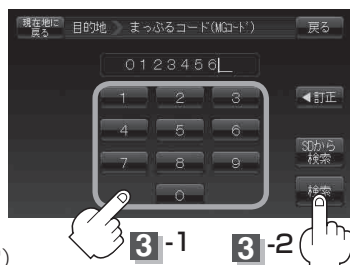 現在地に
戻る
目的地 まっぷるコード(MGｺｰﾄﾞ)
戻る
0123456_
1 2 3
◀訂正
4 5 6
7 8 9
SDから
検索
0
検索
3 -1
3 -2